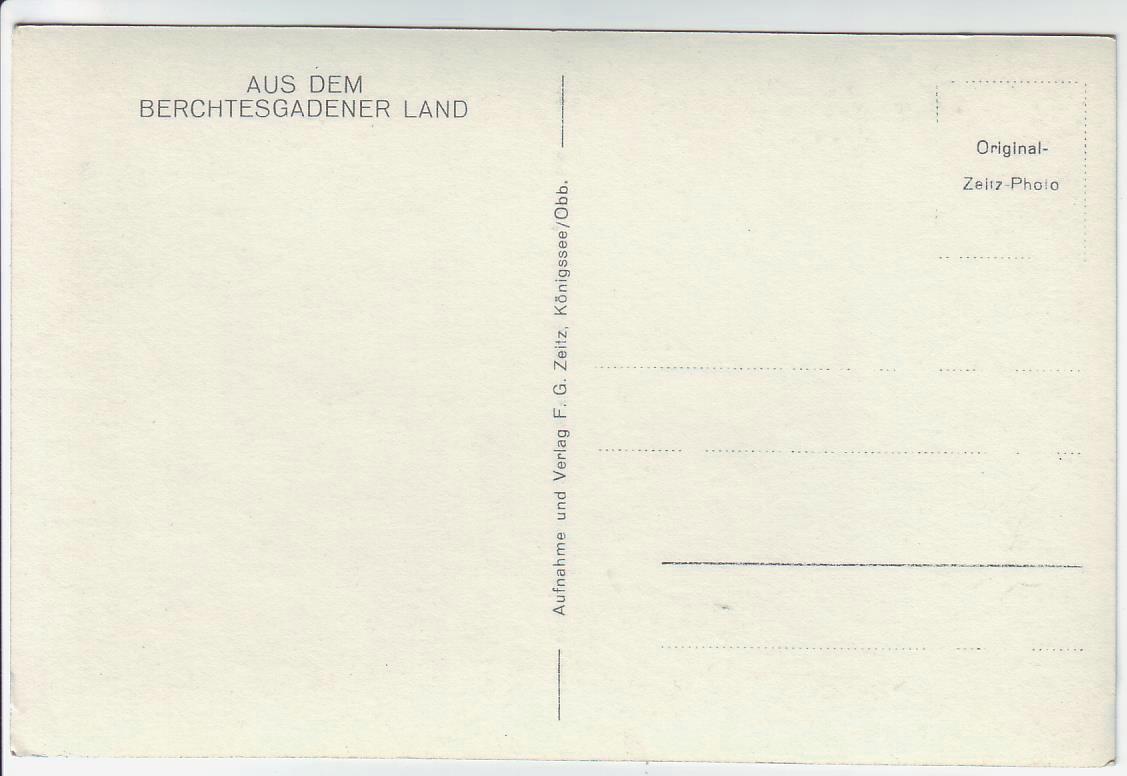 AUS DEM
BERCHTESGADENER LAND
Aufnahme und Verlag F. G. Zeitz, Königssee/Obb.
Original-
Zeitz-Photo